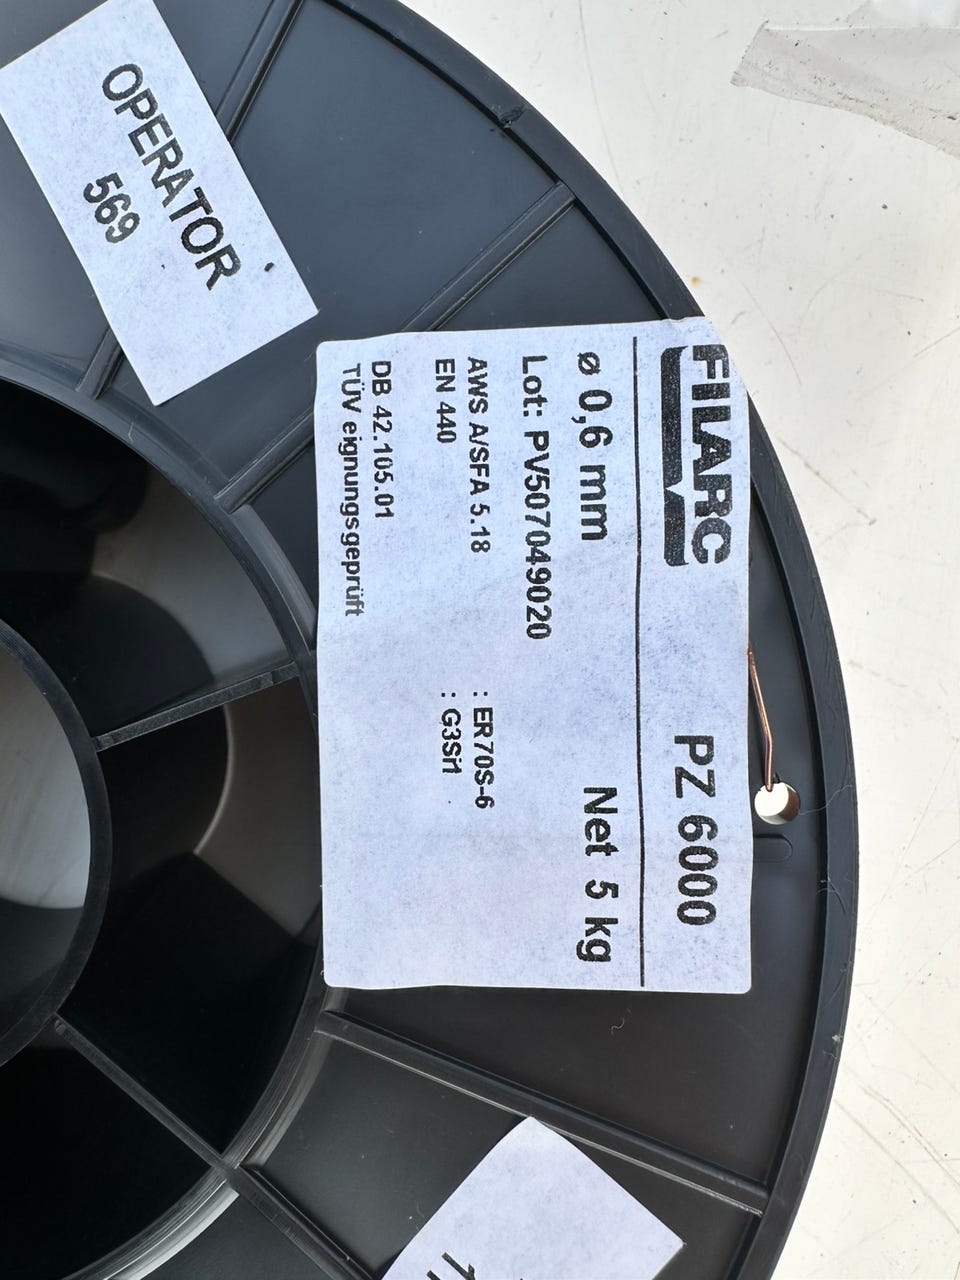 OPERATOR
569
FILARC PZ 6000
ø 0,6 mm Net 5 kg
Lot: PV507049020
AWS A/SFA 5.18 : ER70S-6
EN 440 : G3Si1
DB 42.105.01
TÜV eignungsgeprüft